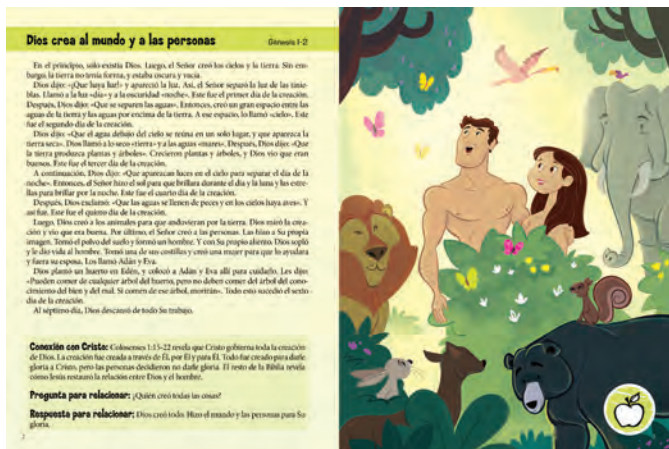 Dios crea al mundo y a las personas
Génesis 1-2
En el principio, solo existía Dios. Luego, el Señor creó los cielos y la tierra. Sin em-
bargo, la tierra no tenía forma, y estaba oscura y vacía.
Dios dijo: «¡Que haya luz!» y apareció la luz. Así, el Señor separó la luz de las tinie-
blas. Llamó a la luz «día» y a la oscuridad «noche». Este fue el primer día de la creación.
Después, Dios dijo: «Que se separen las aguas». Entonces, creó un gran espacio entre las
aguas de la tierra y las aguas por encima de la tierra. A ese espacio, lo llamó «cielo». Este
fue el segundo día de la creación.
Dios dijo: «Que el agua debajo del cielo se reúna en un solo lugar, y que aparezca la
tierra seca». Dios llamó a lo seco «tierra» y a las aguas «mares». Después, Dios dijo: «Que
la tierra produzca plantas y árboles». Crecieron plantas y árboles, y Dios vio que eran
buenos. Este fue el tercer día de la creación.
A continuación, Dios dijo: «Que aparezcan luces en el cielo para separar el día de la
noche». Entonces, el Señor hizo el sol para que brillara durante el día y la luna y las estre-
llas para brillar por la noche. Este fue el cuarto día de la creación.
Después, Dios exclamó: «Que las aguas se llenen de peces y en los cielos haya aves». Y
así fue. Este fue el quinto día de la creación.
Luego, Dios creó a los animales para que anduvieran por la tierra. Dios miró la crea-
ción y vio que era buena. Por último, el Señor creó a las personas. Las hizo a Su propia
imagen. Tomó el polvo del suelo y formó un hombre. Y con Su propio aliento, Dios sopló
y le dio vida al hombre. Tomó una de sus costillas y creó una mujer para que lo ayudara
y fuera su esposa. Los llamó Adán y Eva.
Dios plantó un huerto en Edén, y colocó a Adán y Eva allí para cuidarlo. Les dijo:
«Pueden comer de cualquier árbol del huerto, pero no deben comer del árbol del cono-
cimiento del bien y del mal. Si comen de ese árbol, morirán». Todo esto sucedió el sexto
día de la creación.
Al séptimo día, Dios descansó de todo Su trabajo.
Conexión con Cristo: Colosenses 1:15-22 revela que Cristo gobierna toda la creación
de Dios. La creación fue creada a través de Él, por Él y para Él. Todo fue creado para darle
gloria a Cristo, pero las personas decidieron no darle gloria. El resto de la Biblia revela
cómo Jesús restauró la relación entre Dios y el hombre.
Pregunta para relacionar: ¿Quién creó todas las cosas?
Respuesta para relacionar: Dios creó todo. Hizo el mundo y las personas para Su
gloria.
2